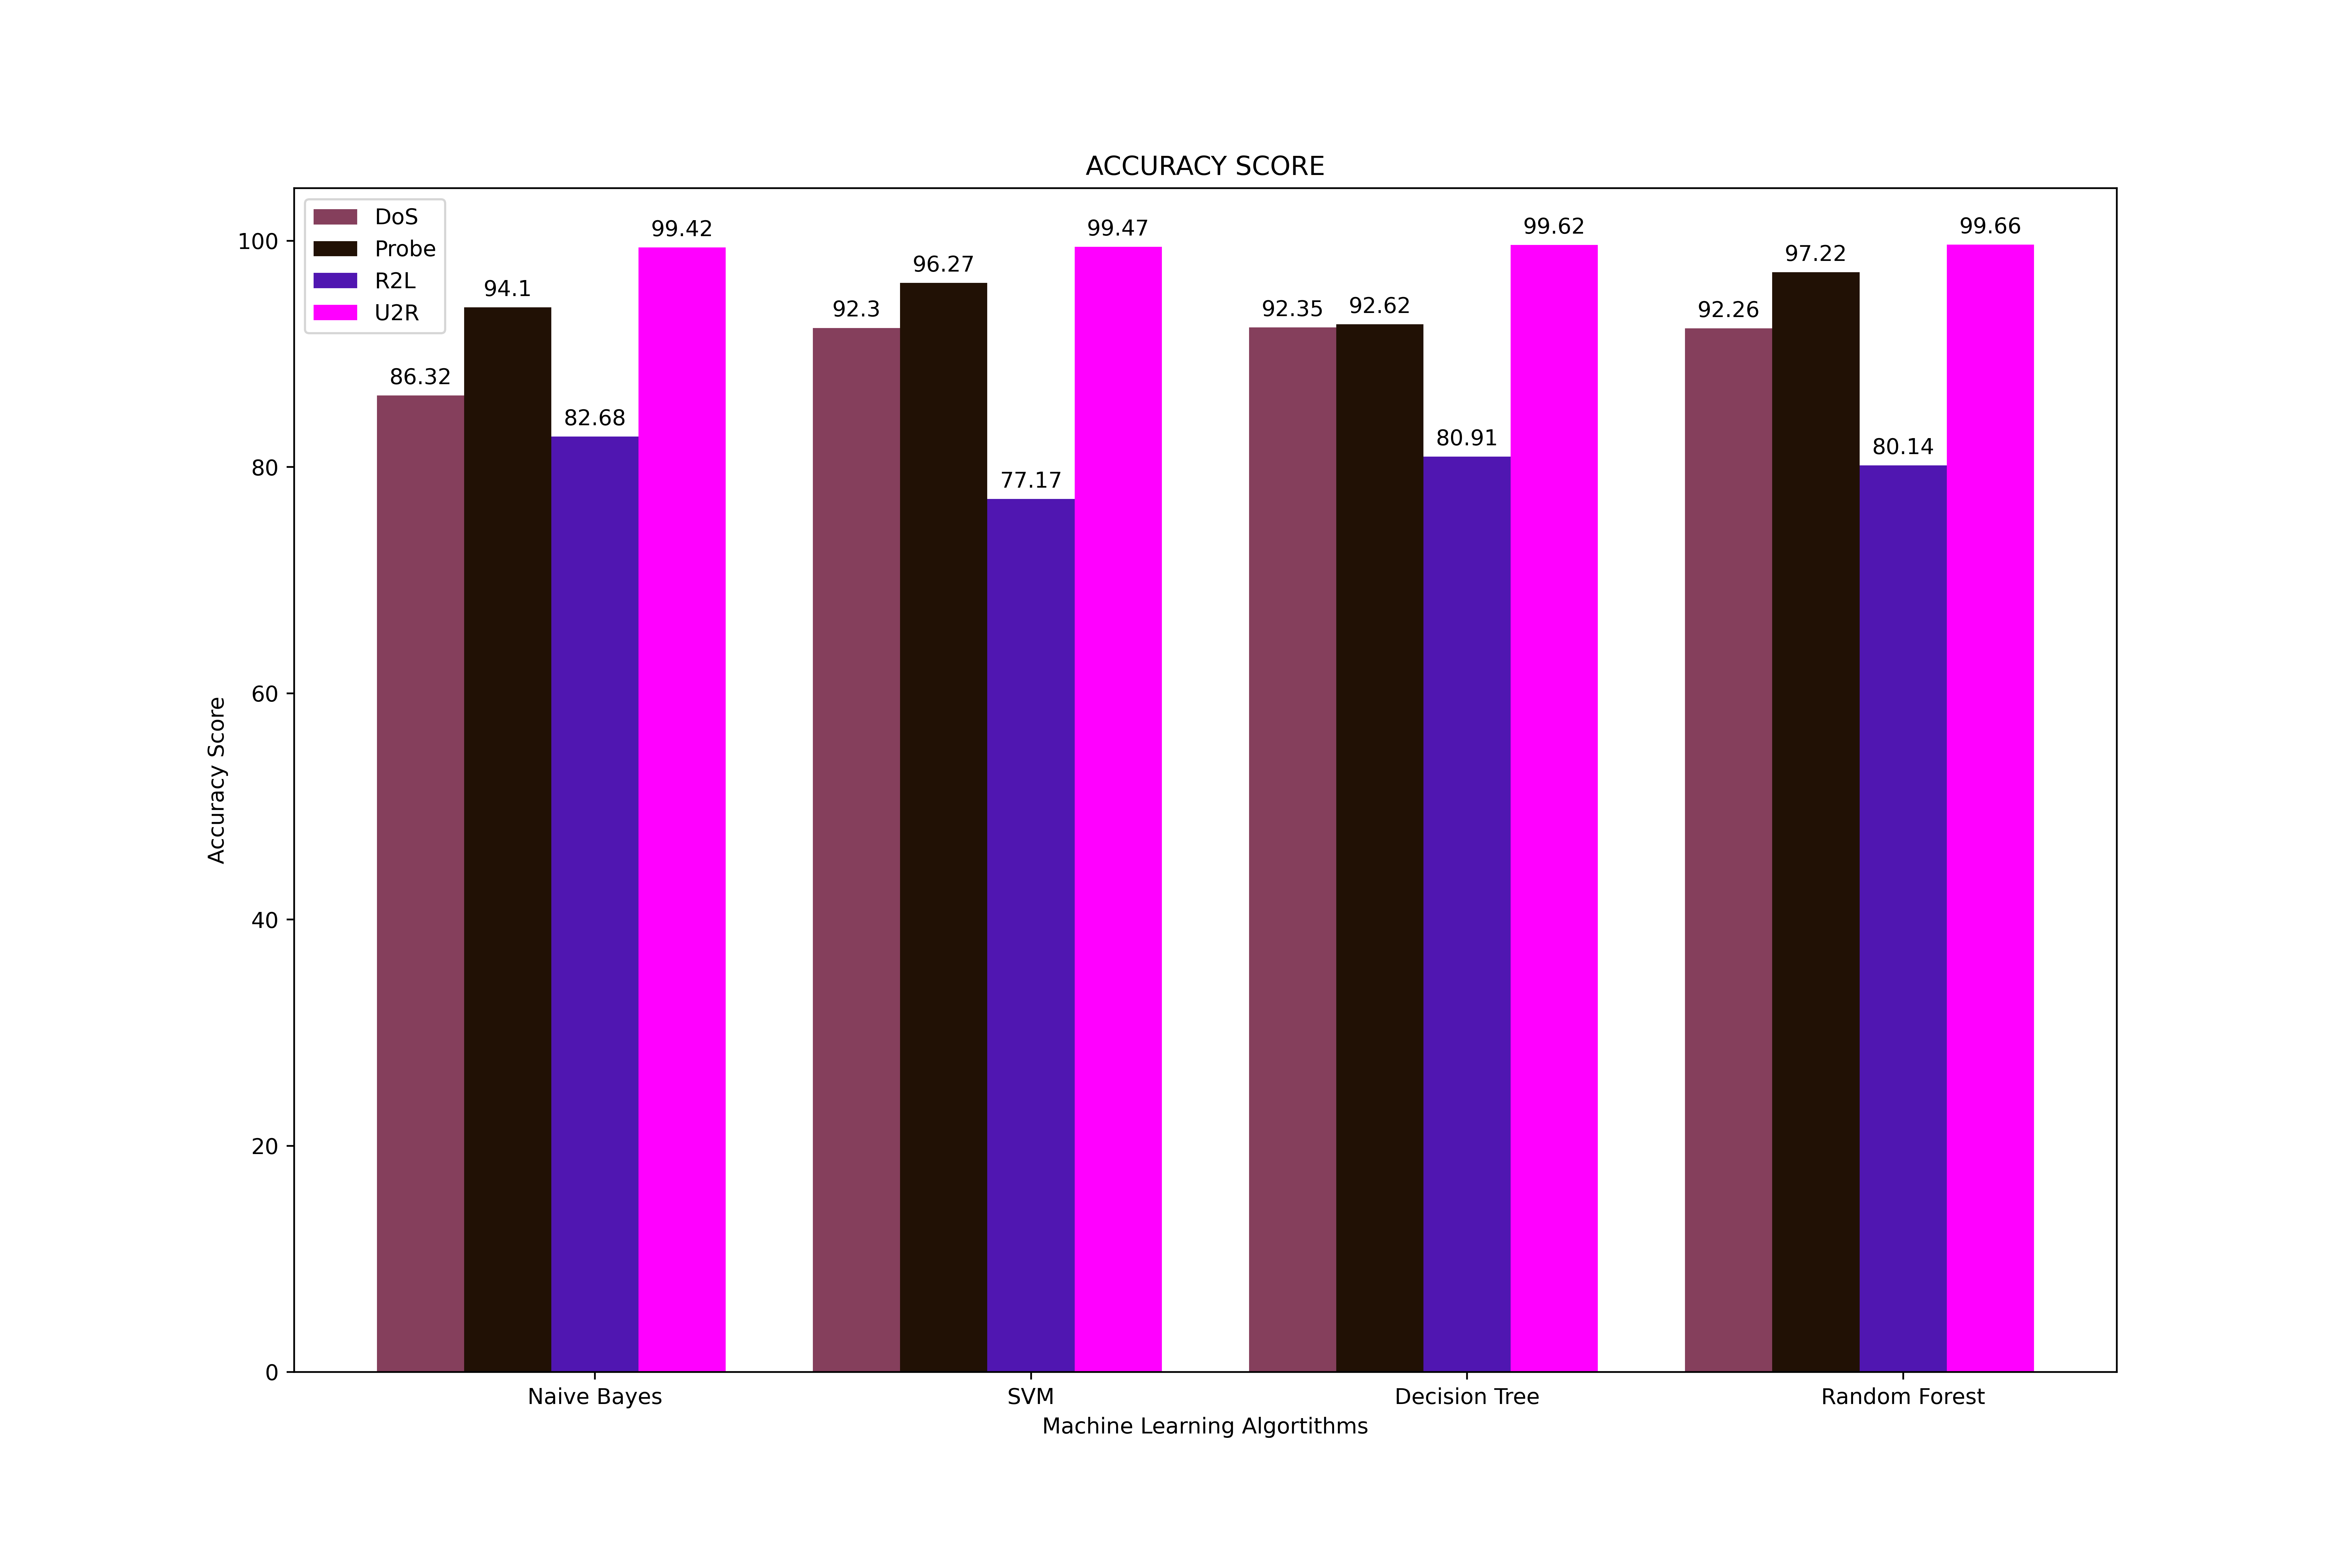 ACCURACY SCORE
DoS
Probe
R2L
U2R
99.42
94.1
86.32
82.68
92.3
96.27
77.17
99.47
92.35
92.62
80.91
99.62
92.26
97.22
80.14
99.66
100
80
60
40
20
0
Accuracy Score
Naive Bayes
SVM
Decision Tree
Random Forest
Machine Learning Algortithms